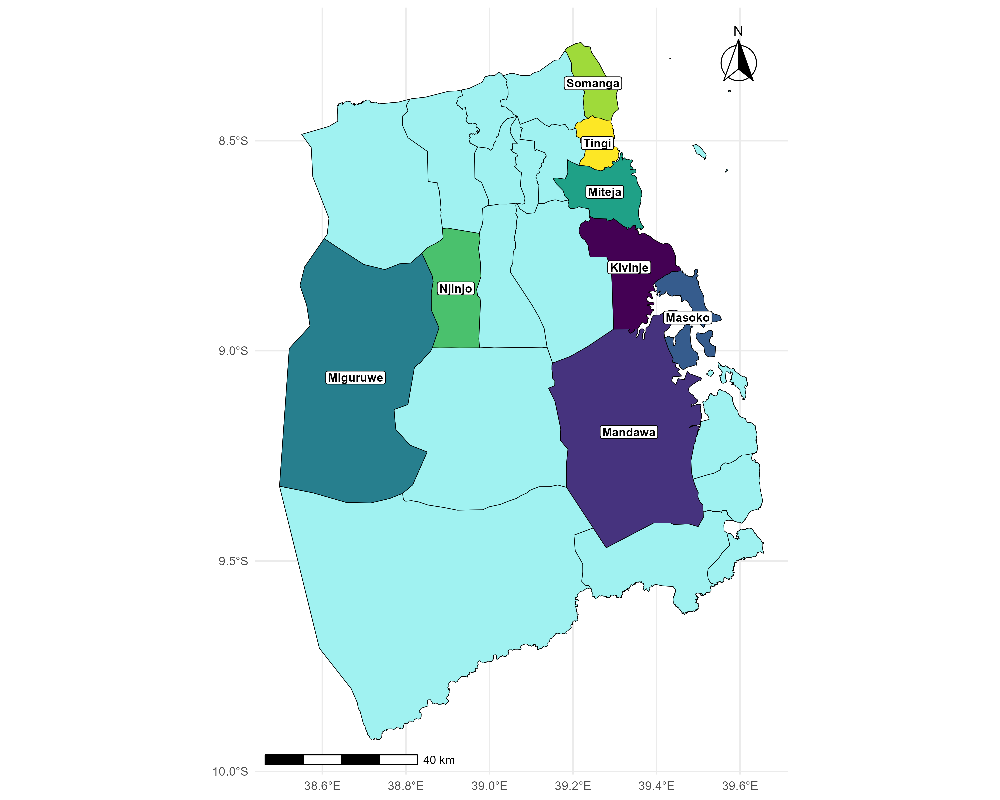 N
Somanga
8.5°S
Tingi
Miteja
Kivinje
Njinjo
Masoko
9.0°S
Miguruwe
Mandawa
9.5°S
40 km
10.0°S
38.6°E 38.8°E 39.0°E 39.2°E 39.4°E 39.6°E